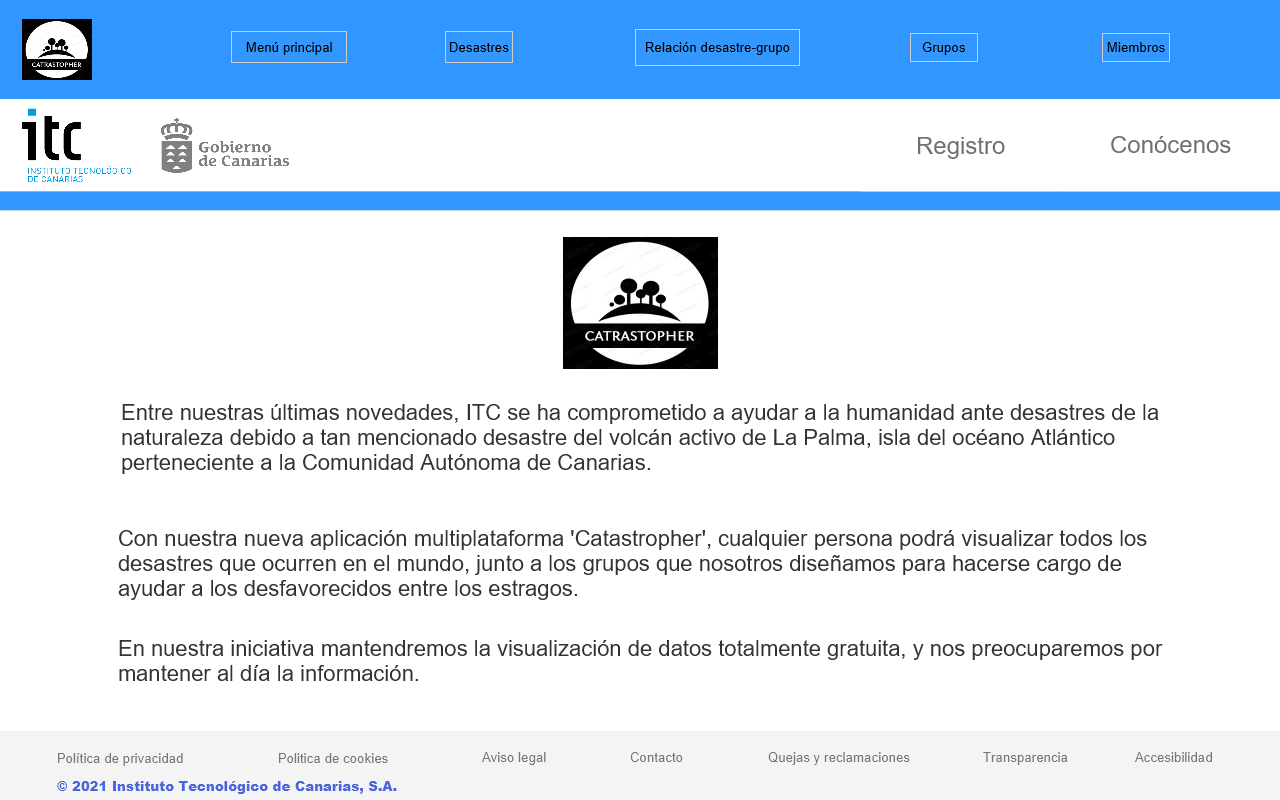 CATRASTOPHER
Menú principal
Desastres
Relación desastre-grupo
Grupos
Miembros
itc
INSTITUTO TECNOLÓGICO
DE CANARIAS
Gobierno
de Canarias
Registro
Conócenos
CATRASTOPHER
Entre nuestras últimas novedades, ITC se ha comprometido a ayudar a la humanidad ante desastres de la
naturaleza debido a tan mencionado desastre del volcán activo de La Palma, isla del océano Atlántico
perteneciente a la Comunidad Autónoma de Canarias.
Con nuestra nueva aplicación multiplataforma 'Catastropher', cualquier persona podrá visualizar todos los
desastres que ocurren en el mundo, junto a los grupos que nosotros diseñamos para hacerse cargo de
ayudar a los desfavorecidos entre los estragos.
En nuestra iniciativa mantendremos la visualización de datos totalmente gratuita, y nos preocuparemos por
mantener al día la información.
Política de privacidad
Politica de cookies
Aviso legal
Contacto
Quejas y reclamaciones
Transparencia
Accesibilidad
© 2021 Instituto Tecnológico de Canarias, S.A.